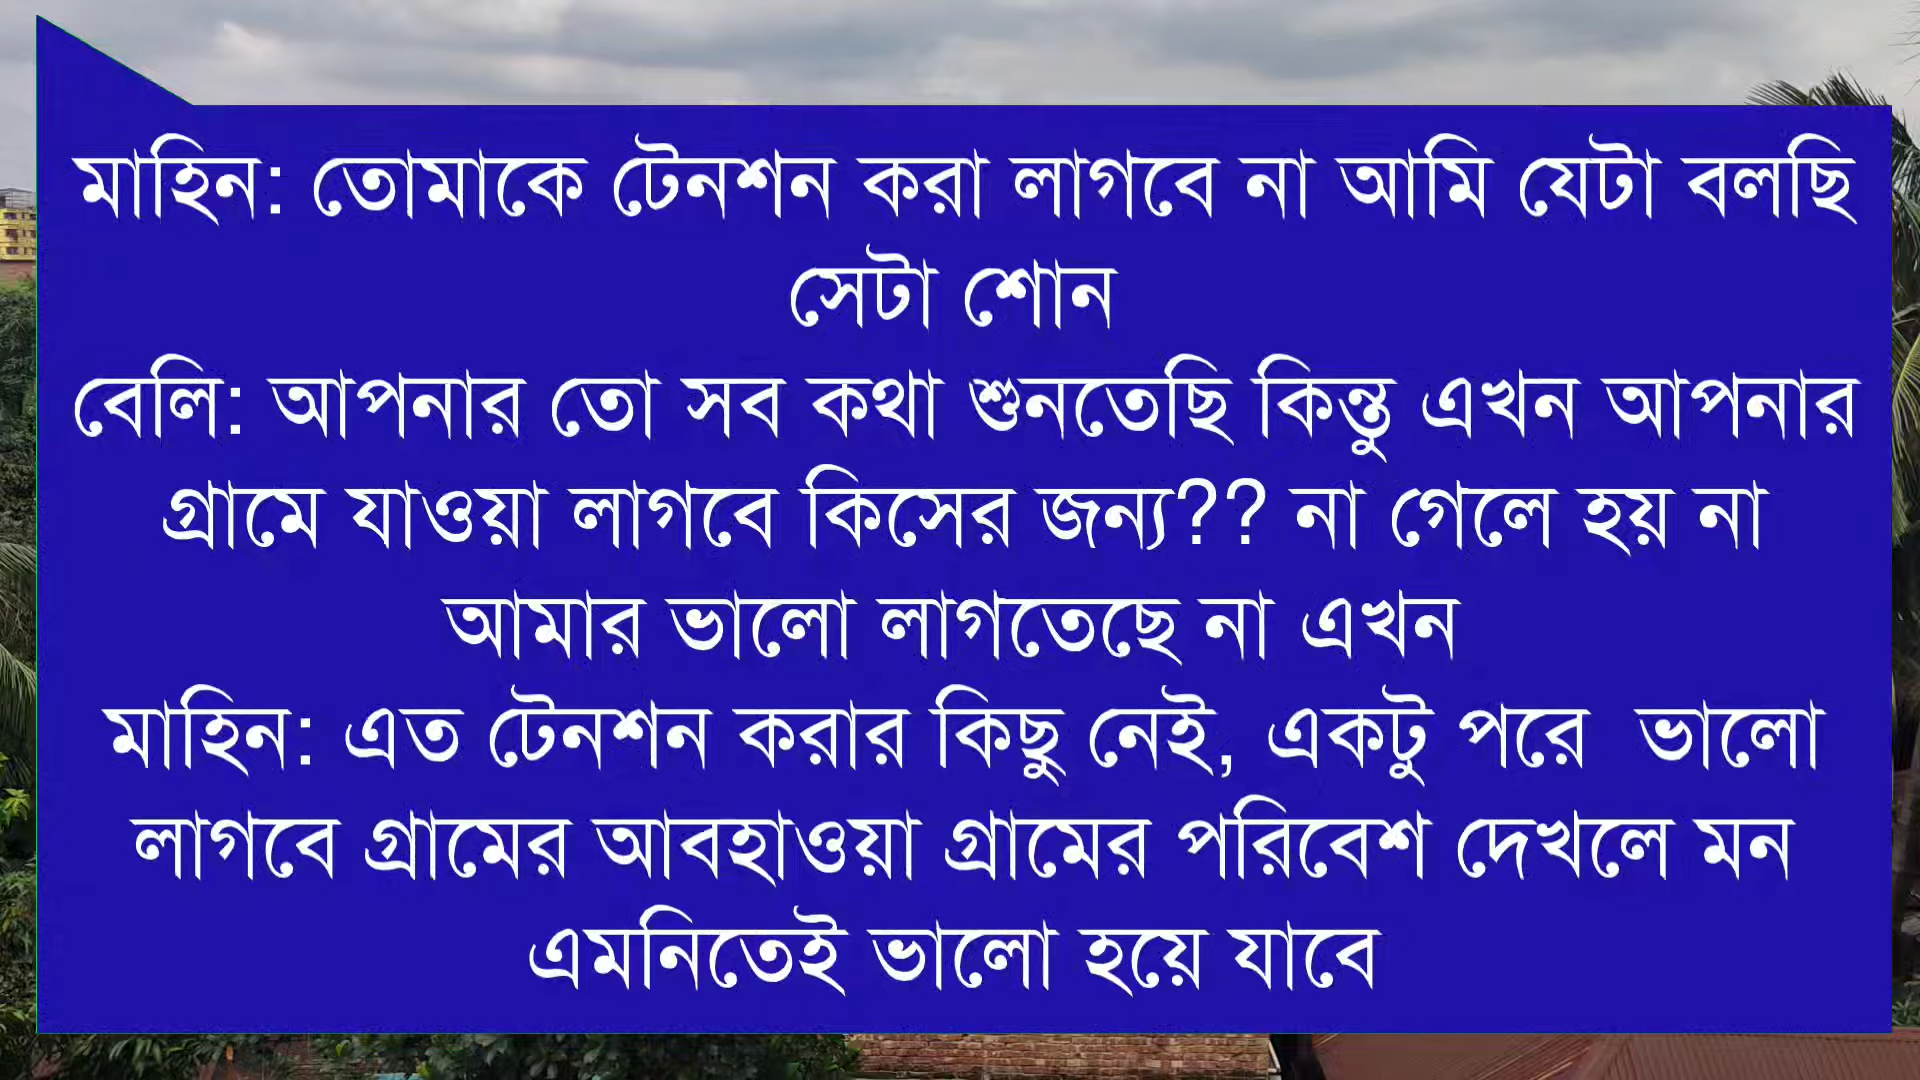 মাহিন: তোমাকে টেনশন করা লাগবে না আমি যেটা বলছি
সেটা শোন
বেলি: আপনার তো সব কথা শুনতেছি কিন্তু এখন আপনার
গ্রামে যাওয়া লাগবে কিসের জন্য?? না গেলে হয় না
আমার ভালো লাগতেছে না এখন
মাহিন: এত টেনশন করার কিছু নেই, একটু পরে  ভালো
লাগবে গ্রামের আবহাওয়া গ্রামের পরিবেশ দেখলে মন
এমনিতেই ভালো হয়ে যাবে